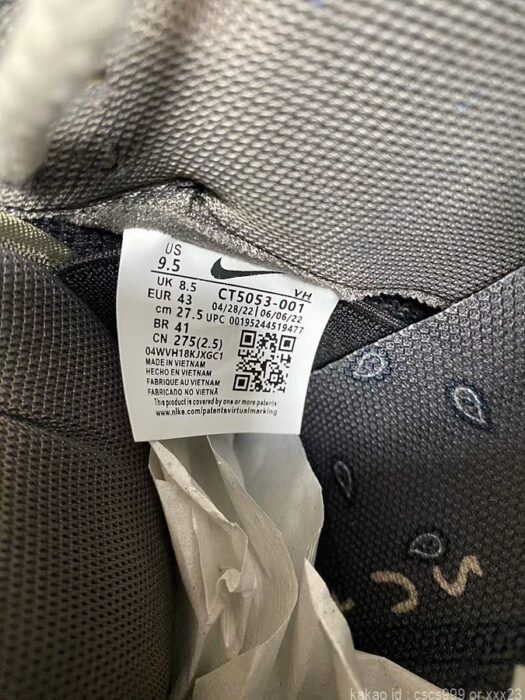 US
9.5
UK 8.5
EUR 43
cm 27.5
BR 41
CN 275(2.5)
VH
CT5053-001
04/28/22|06/06/22
UPC 00195244519477
04WVH18KJXGC1
MADE IN VIETNAM
HECHO EN VIETNAM
FABRIQUE AU VIETNAM
FABRICADO NO VIETNÃ
This product is covered by one or more patents:
www.nike.com/patentsvirtualmarking
SC
kakao id : cscs999 or xxx23